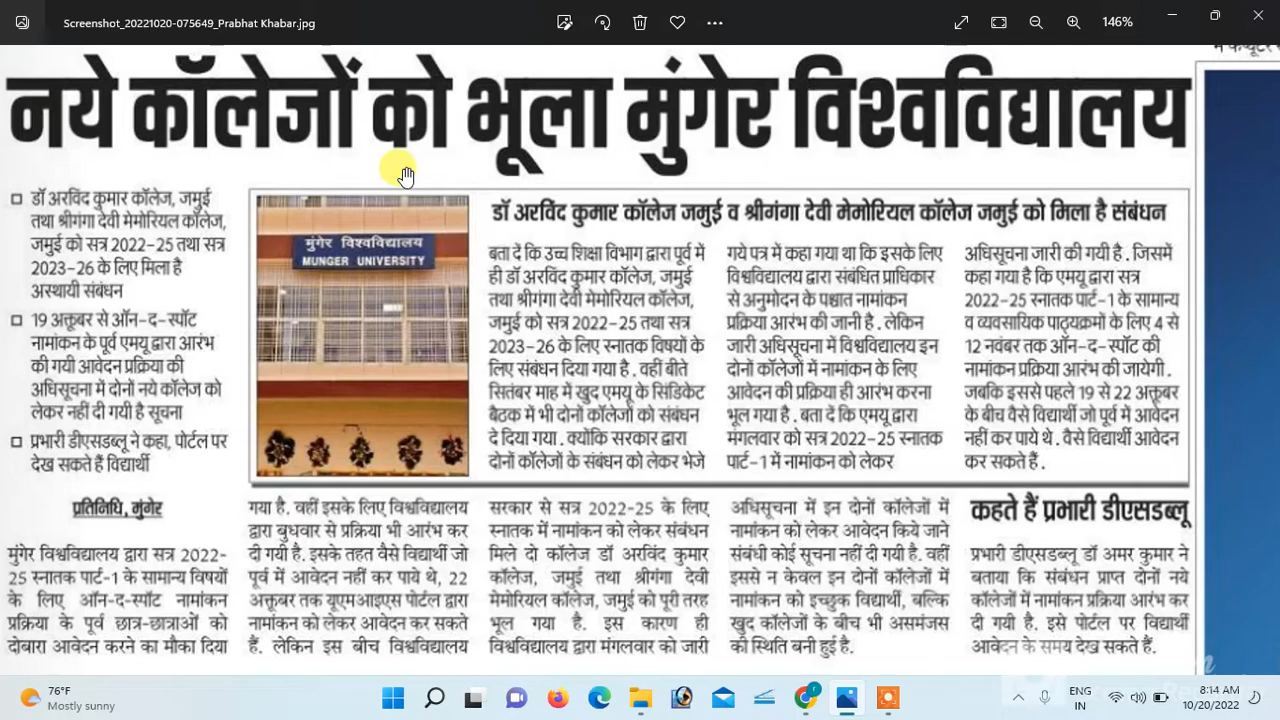 Screenshot_20221020-075649_Prabhat Khabar.jpg
146%
नये कॉलेजों को भूला मुंगेर विश्वविद्यालय
डॉ अरविंद कुमार कॉलेज, जमुई
तथा श्रीगंगा देवी मेमोरियल कॉलेज,
जमुई को सत्र 2022-25 तथा सत्र
2023-26 के लिए मिला है
अस्थायी संबंधन
19 अक्तूबर से ऑन-द-स्पॉट
नामांकन के पूर्व एमयू द्वारा आरंभ
की गयी आवेदन प्रक्रिया की
अधिसूचना में दोनों नये कॉलेज को
लेकर नहीं दी गयी है सूचना
प्रभारी डीएसडब्लू ने कहा, पोर्टल पर
देख सकते हैं विद्यार्थी
मुंगेर विश्वविद्यालय
MUNGER UNIVERSITY
डॉ अरविंद कुमार कॉलेज जमुई व श्रीगंगा देवी मेमोरियल कॉलेज जमुई को मिला है संबंधन
बता दें कि उच्च शिक्षा विभाग द्वारा पूर्व में
ही डॉ अरविंद कुमार कॉलेज, जमुई
तथा श्रीगंगा देवी मेमोरियल कॉलेज,
जमुई को सत्र 2022-25 तथा सत्र
2023-26 के लिए स्नातक विषयों के
लिए संबंधन दिया गया है. वहीं बीते
सितंबर माह में खुद एमयू के सिंडिकेट
बैठक में भी दोनों कॉलेजों को संबंधन
दे दिया गया. क्योंकि सरकार द्वारा
दोनों कॉलेजों के संबंधन को लेकर भेजे
गये पत्र में कहा गया था कि इसके लिए
विश्वविद्यालय द्वारा संबंधित प्राधिकार
से अनुमोदन के पश्चात नामांकन
प्रक्रिया आरंभ की जानी है. लेकिन
जारी अधिसूचना में विश्वविद्यालय इन
दोनों कॉलेजों में नामांकन के लिए
आवेदन की प्रक्रिया ही आरंभ करना
भूल गया है. बता दें कि एमयू द्वारा
मंगलवार को सत्र 2022-25 स्नातक
पार्ट-1 में नामांकन को लेकर
अधिसूचना जारी की गयी है. जिसमें
कहा गया है कि एमयू द्वारा सत्र
2022-25 स्नातक पार्ट-1 के सामान्य
व व्यवसायिक पाठ्यक्रमों के लिए 4 से
12 नवंबर तक ऑन-द-स्पॉट की
नामांकन प्रक्रिया आरंभ की जायेगी.
जबकि इससे पहले 19 से 22 अक्तूबर
के बीच वैसे विद्यार्थी जो पूर्व में आवेदन
नहीं कर पाये थे. वैसे विद्यार्थी आवेदन
कर सकते हैं.
प्रतिनिधि, मुंगेर
मुंगेर विश्वविद्यालय द्वारा सत्र 2022-
25 स्नातक पार्ट-1 के सामान्य विषयों
के लिए ऑन-द-स्पॉट नामांकन
प्रक्रिया के पूर्व छात्र-छात्राओं को
दोबारा आवेदन करने का मौका दिया
गया है. वहीं इसके लिए विश्वविद्यालय
द्वारा बुधवार से प्रक्रिया भी आरंभ कर
दी गयी है. इसके तहत वैसे विद्यार्थी जो
पूर्व में आवेदन नहीं कर पाये थे, 22
अक्तूबर तक यूएमआइएस पोर्टल द्वारा
नामांकन को लेकर आवेदन कर सकते
हैं. लेकिन इस बीच विश्वविद्यालय
सरकार से सत्र 2022-25 के लिए
स्नातक में नामांकन को लेकर संबंधन
मिले दो कॉलेज डॉ अरविंद कुमार
कॉलेज, जमुई तथा श्रीगंगा देवी
मेमोरियल कॉलेज, जमुई को पूरी तरह
भूल गया है. इस कारण ही
विश्वविद्यालय द्वारा मंगलवार को जारी
अधिसूचना में इन दोनों कॉलेजों में
नामांकन को लेकर आवेदन किये जाने
संबंधी कोई सूचना नहीं दी गयी है. वहीं
इससे न केवल इन दोनों कॉलेजों में
नामांकन को इच्छुक विद्यार्थी, बल्कि
खुद कॉलेजों के बीच भी असमंजस
की स्थिति बनी हुई है.
कहते हैं प्रभारी डीएसडब्लू
प्रभारी डीएसडब्लू डॉ अमर कुमार ने
बताया कि संबंधन प्राप्त दोनों नये
कॉलेजों में नामांकन प्रक्रिया आरंभ कर
दी गयी है. इसे पोर्टल पर विद्यार्थी
आवेदन के समय देख सकते हैं.
76°F
Mostly sunny
ENG
IN
8:14 AM
10/20/2022